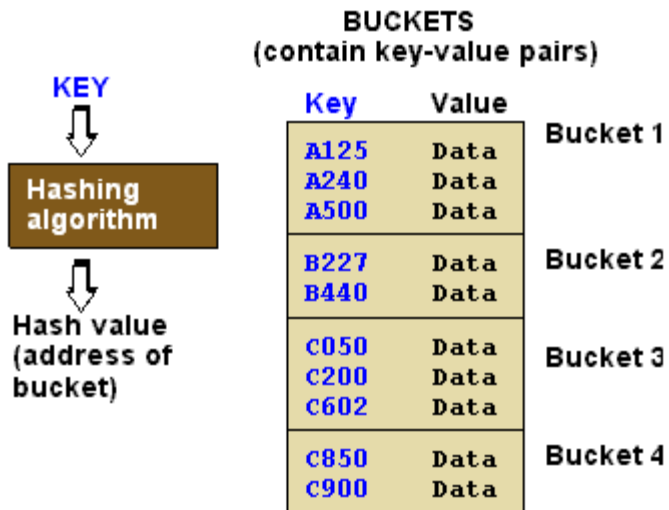 BUCKETS
(contain key-value pairs)
KEY
Hashing
algorithm
Hash value
(address of
bucket)
Key Value
A125 Data
A240 Data
A500 Data
Bucket 1
B227 Data
B440 Data
Bucket 2
C050 Data
C200 Data
C602 Data
Bucket 3
C850 Data
C900 Data
Bucket 4